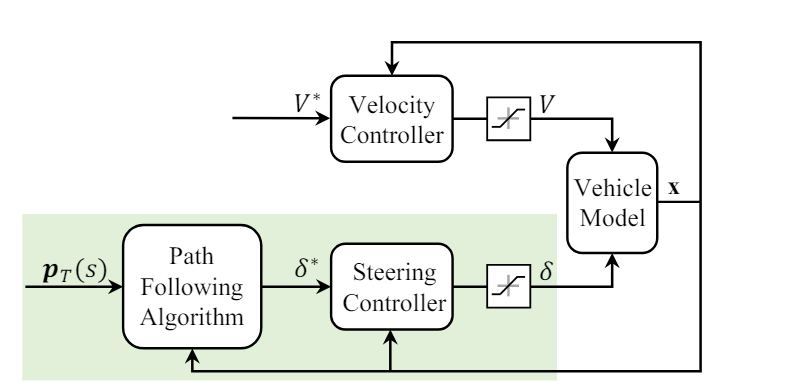 V*
Velocity
Controller
V
Vehicle
Model
x
p_T(s)
Path
Following
Algorithm
δ*
Steering
Controller
δ